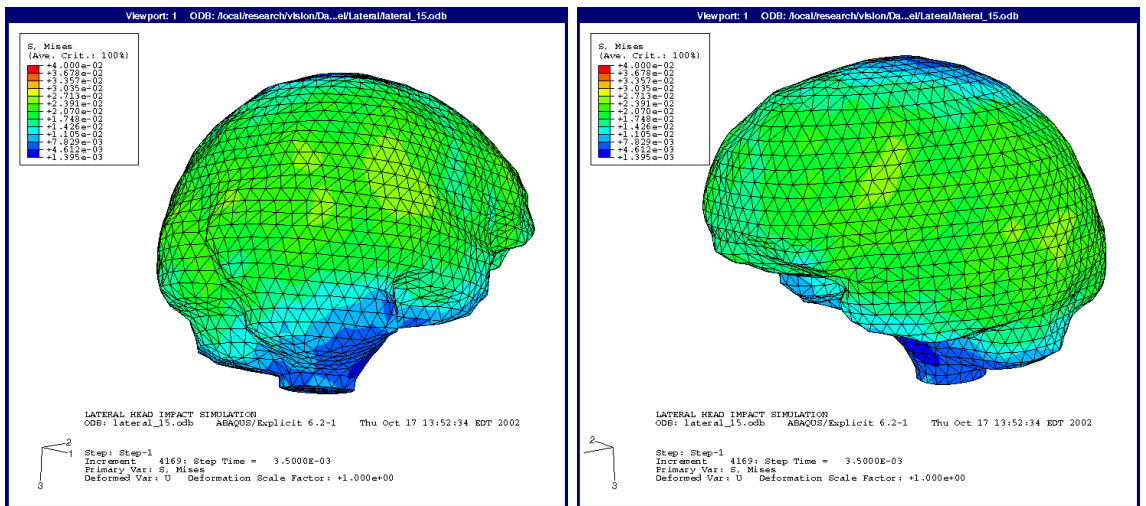 Viewport: 1 ODB: /local/research/vision/Da...el/Lateral/lateral_15.odb
S, Mises
(Ave. Crit.: 100%)
+4.000e-02
+3.678e-02
+3.357e-02
+3.035e-02
+2.713e-02
+2.391e-02
+2.070e-02
+1.748e-02
+1.426e-02
+1.105e-02
+7.829e-03
+4.612e-03
+1.395e-03
LATERAL HEAD IMPACT SIMULATION
ODB: lateral_15.odb ABAQUS/Explicit 6.2-1 Thu Oct 17 13:52:34 EDT 2002
2
1
3
Step: Step-1
Increment 4169: Step Time = 3.5000E-03
Primary Var: S, Mises
Deformed Var: U Deformation Scale Factor: +1.000e+00
Viewport: 1 ODB: /local/research/vision/Da...el/Lateral/lateral_15.odb
S, Mises
(Ave. Crit.: 100%)
+4.000e-02
+3.678e-02
+3.357e-02
+3.035e-02
+2.713e-02
+2.391e-02
+2.070e-02
+1.748e-02
+1.426e-02
+1.105e-02
+7.829e-03
+4.612e-03
+1.395e-03
LATERAL HEAD IMPACT SIMULATION
ODB: lateral_15.odb ABAQUS/Explicit 6.2-1 Thu Oct 17 13:52:34 EDT 2002
2
1
3
Step: Step-1
Increment 4169: Step Time = 3.5000E-03
Primary Var: S, Mises
Deformed Var: U Deformation Scale Factor: +1.000e+00